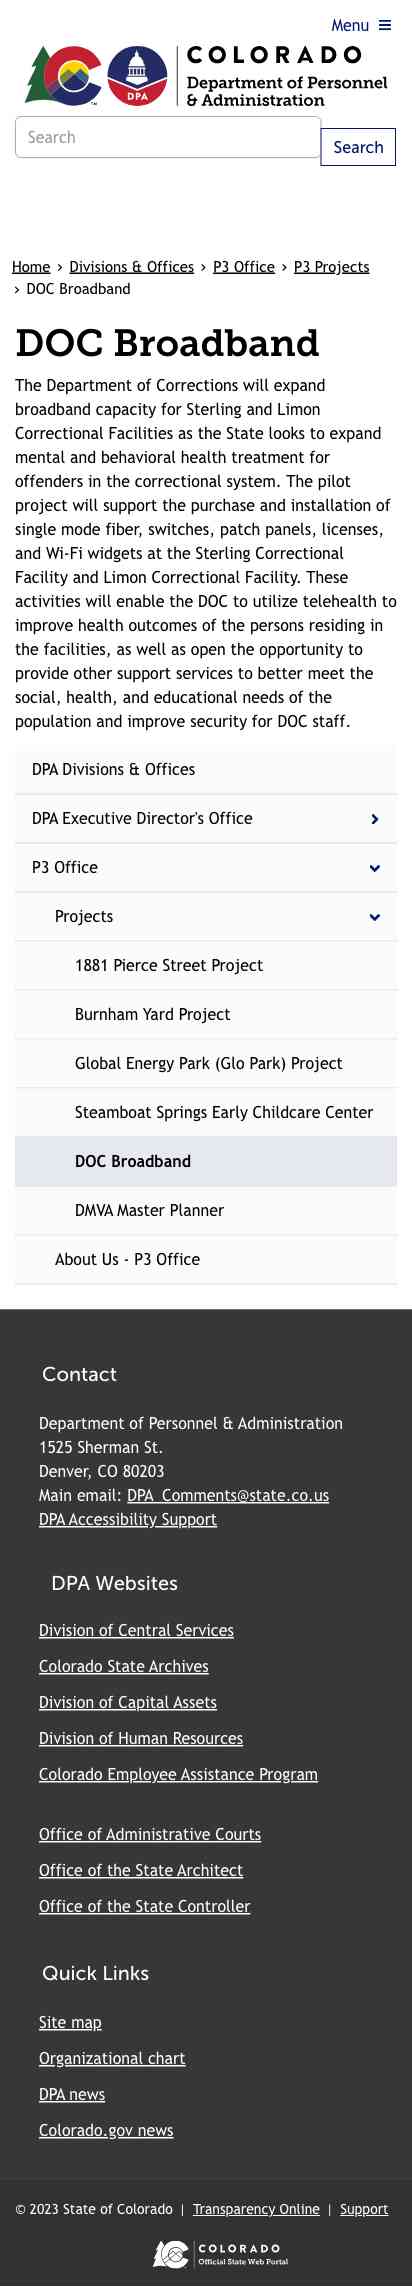 Menu
COLORADO
Department of Personnel
& Administration
DPA
TM
Search
Search
Home > Divisions & Offices > P3 Office > P3 Projects
> DOC Broadband
DOC Broadband
The Department of Corrections will expand
broadband capacity for Sterling and Limon
Correctional Facilities as the State looks to expand
mental and behavioral health treatment for
offenders in the correctional system. The pilot
project will support the purchase and installation of
single mode fiber, switches, patch panels, licenses,
and Wi-Fi widgets at the Sterling Correctional
Facility and Limon Correctional Facility. These
activities will enable the DOC to utilize telehealth to
improve health outcomes of the persons residing in
the facilities, as well as open the opportunity to
provide other support services to better meet the
social, health, and educational needs of the
population and improve security for DOC staff.
DPA Divisions & Offices
DPA Executive Director's Office
P3 Office
Projects
1881 Pierce Street Project
Burnham Yard Project
Global Energy Park (Glo Park) Project
Steamboat Springs Early Childcare Center
DOC Broadband
DMVA Master Planner
About Us - P3 Office
Contact
Department of Personnel & Administration
1525 Sherman St.
Denver, CO 80203
Main email: DPA_Comments@state.co.us
DPA Accessibility Support
DPA Websites
Division of Central Services
Colorado State Archives
Division of Capital Assets
Division of Human Resources
Colorado Employee Assistance Program
Office of Administrative Courts
Office of the State Architect
Office of the State Controller
Quick Links
Site map
Organizational chart
DPA news
Colorado.gov news
© 2023 State of Colorado | Transparency Online | Support
COLORADO
Official State Web Portal